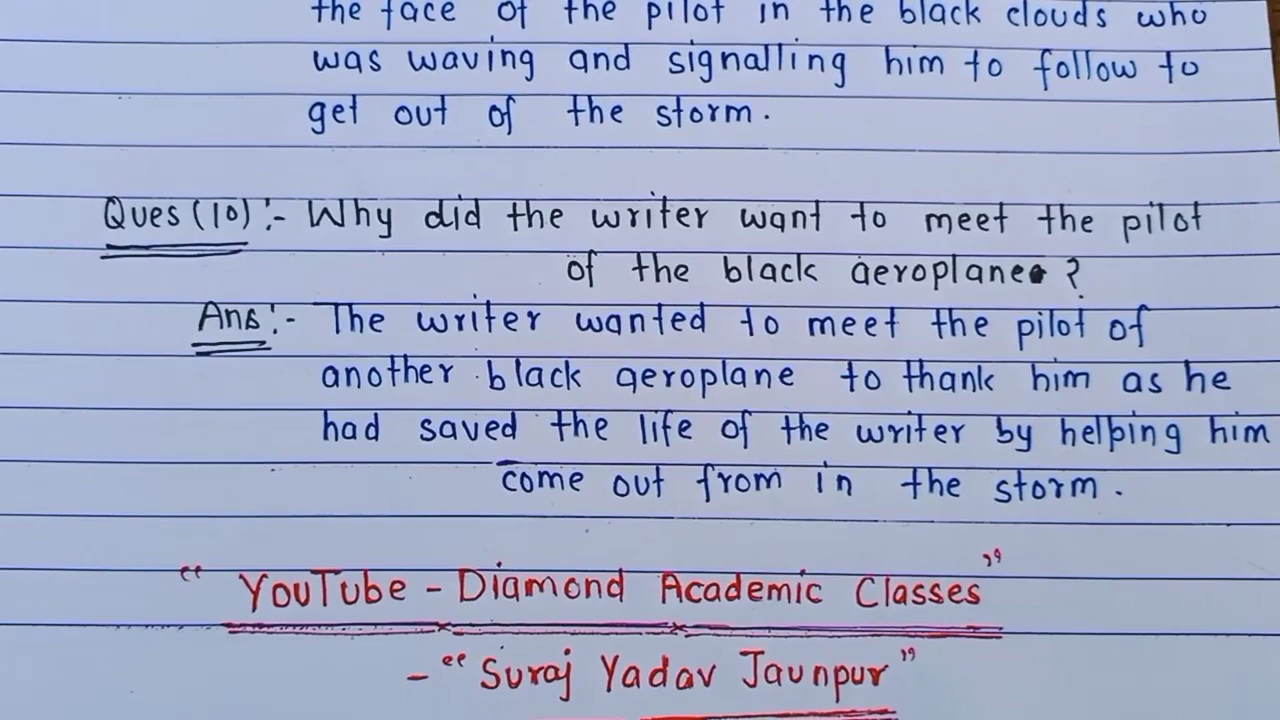 the face of the pilot in the black clouds who
was waving and signalling him to follow to
get out of the storm.
Ques (10):- Why did the writer want to meet the pilot
of the black aeroplane ?
Ans:- The writer wanted to meet the pilot of
another black aeroplane to thank him as he
had saved the life of the writer by helping him
come out from in the storm.
"YouTube - Diamond Academic Classes"
- "Suraj Yadav Jaunpur"